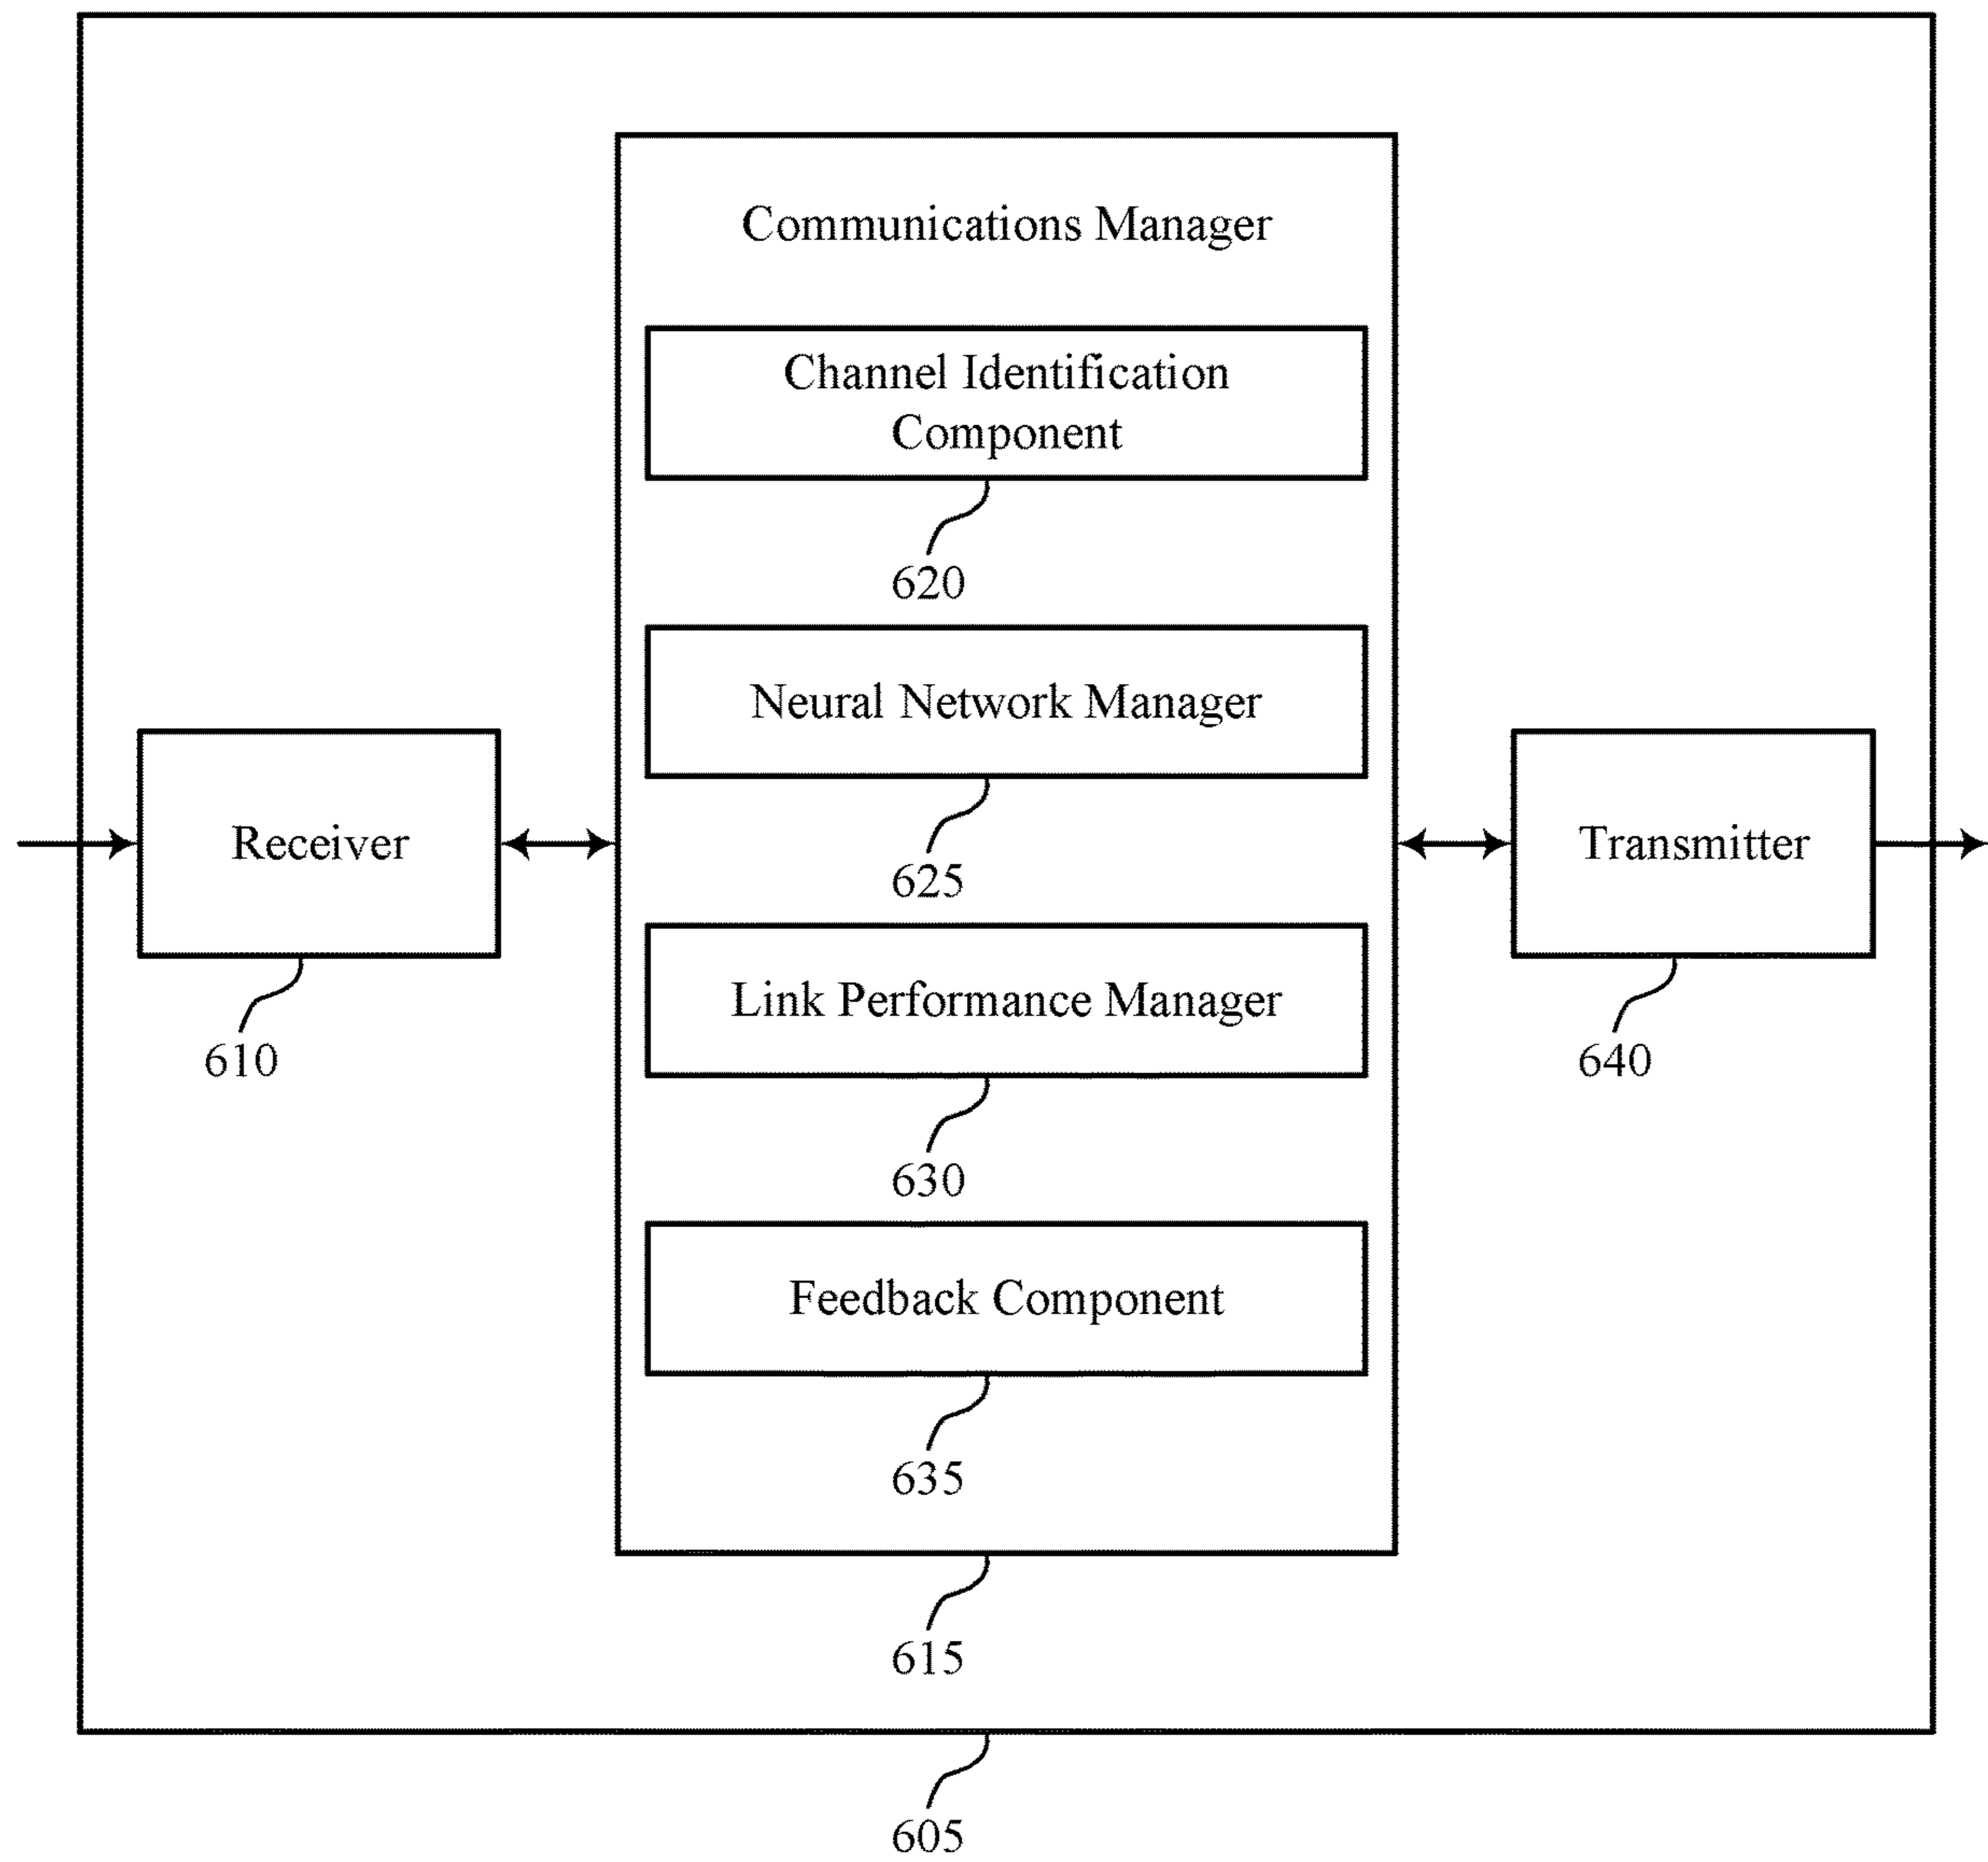 Communications Manager
Channel Identification
Component
620
Neural Network Manager
625
Receiver
610
Transmitter
640
Link Performance Manager
630
Feedback Component
635
615
605